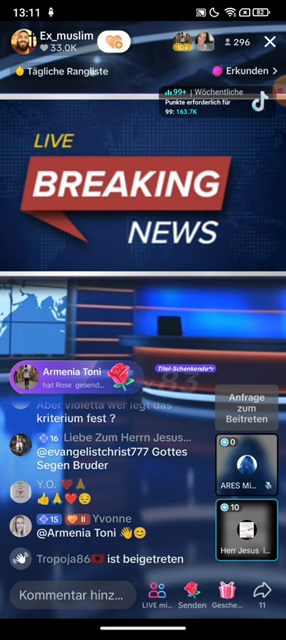 13:11
82
Ex_muslim
33.0K
296
Tägliche Rangliste
Erkunden >
99+ | Wöchentliche
Punkte erforderlich für
99: 163.7K
LIVE
BREAKING
NEWS
Armenia Toni
hat Rose gesend...
Titel-Schenkende*r
Aber Violetta wer legt das
kriterium fest ?
16 Liebe Zum Herrn Jesus...
@evangelistchrist777 Gottes
Segen Bruder
Y.O. ❤️🙏
👍🙏❤️😔
15 II Yvonne
@Armenia Toni 👋😊
Tropoja86🇦🇱 ist beigetreten
Anfrage
zum
Beitreten
0
ARES Mi...
10
Herr Jesus i...
Kommentar hinz...
LIVE mi...
Senden
Gesche...
11